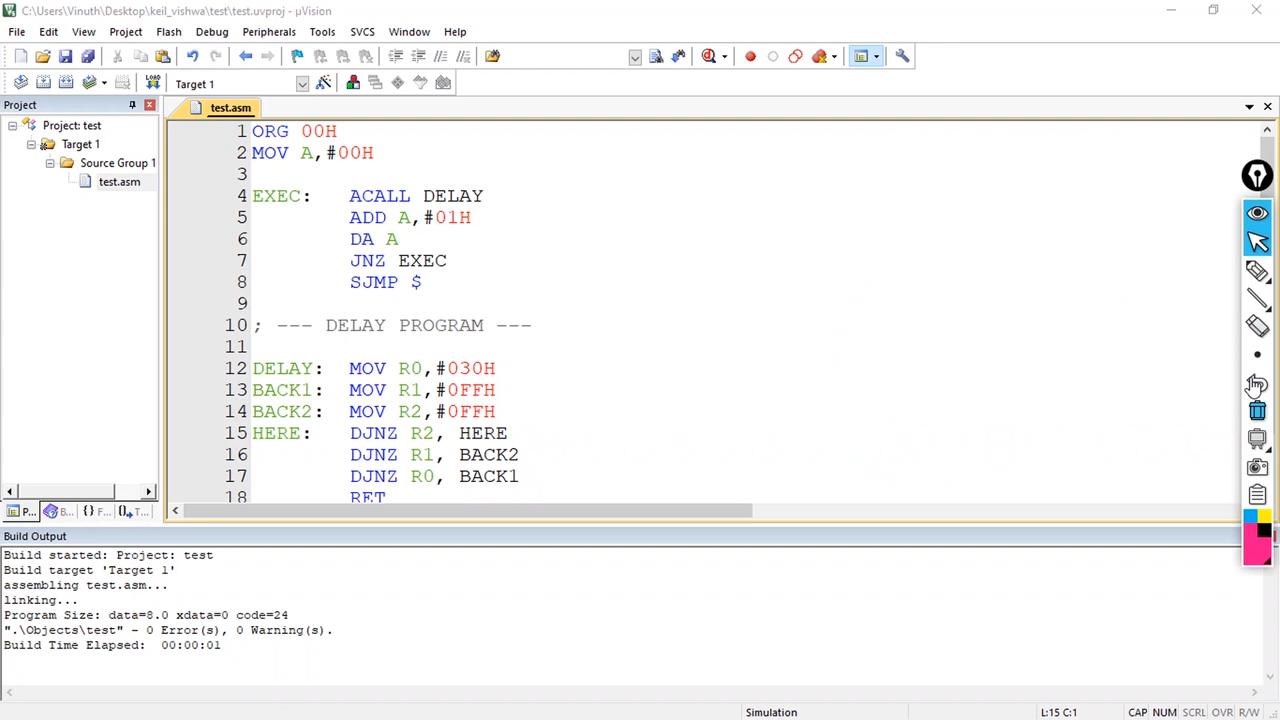 C:\Users\Vinuth\Desktop\keil_vishwa\test\test.uvproj - µVision
File Edit View Project Flash Debug Peripherals Tools SVCS Window Help
LOAD
Target 1
Project
test.asm
Project: test
Target 1
Source Group 1
test.asm
1 ORG 00H
2 MOV A,#00H
3
4 EXEC: ACALL DELAY
5 ADD A,#01H
6 DA A
7 JNZ EXEC
8 SJMP $
9
10 ; --- DELAY PROGRAM ---
11
12 DELAY: MOV R0,#030H
13 BACK1: MOV R1,#0FFH
14 BACK2: MOV R2,#0FFH
15 HERE: DJNZ R2, HERE
16 DJNZ R1, BACK2
17 DJNZ R0, BACK1
18 RET
P... B... {} F... 0→ T...
Build Output
Build started: Project: test
Build target 'Target 1'
assembling test.asm...
linking...
Program Size: data=8.0 xdata=0 code=24
".\Objects\test" - 0 Error(s), 0 Warning(s).
Build Time Elapsed: 00:00:01
Simulation L:15 C:1 CAP NUM SCRL OVR R/W